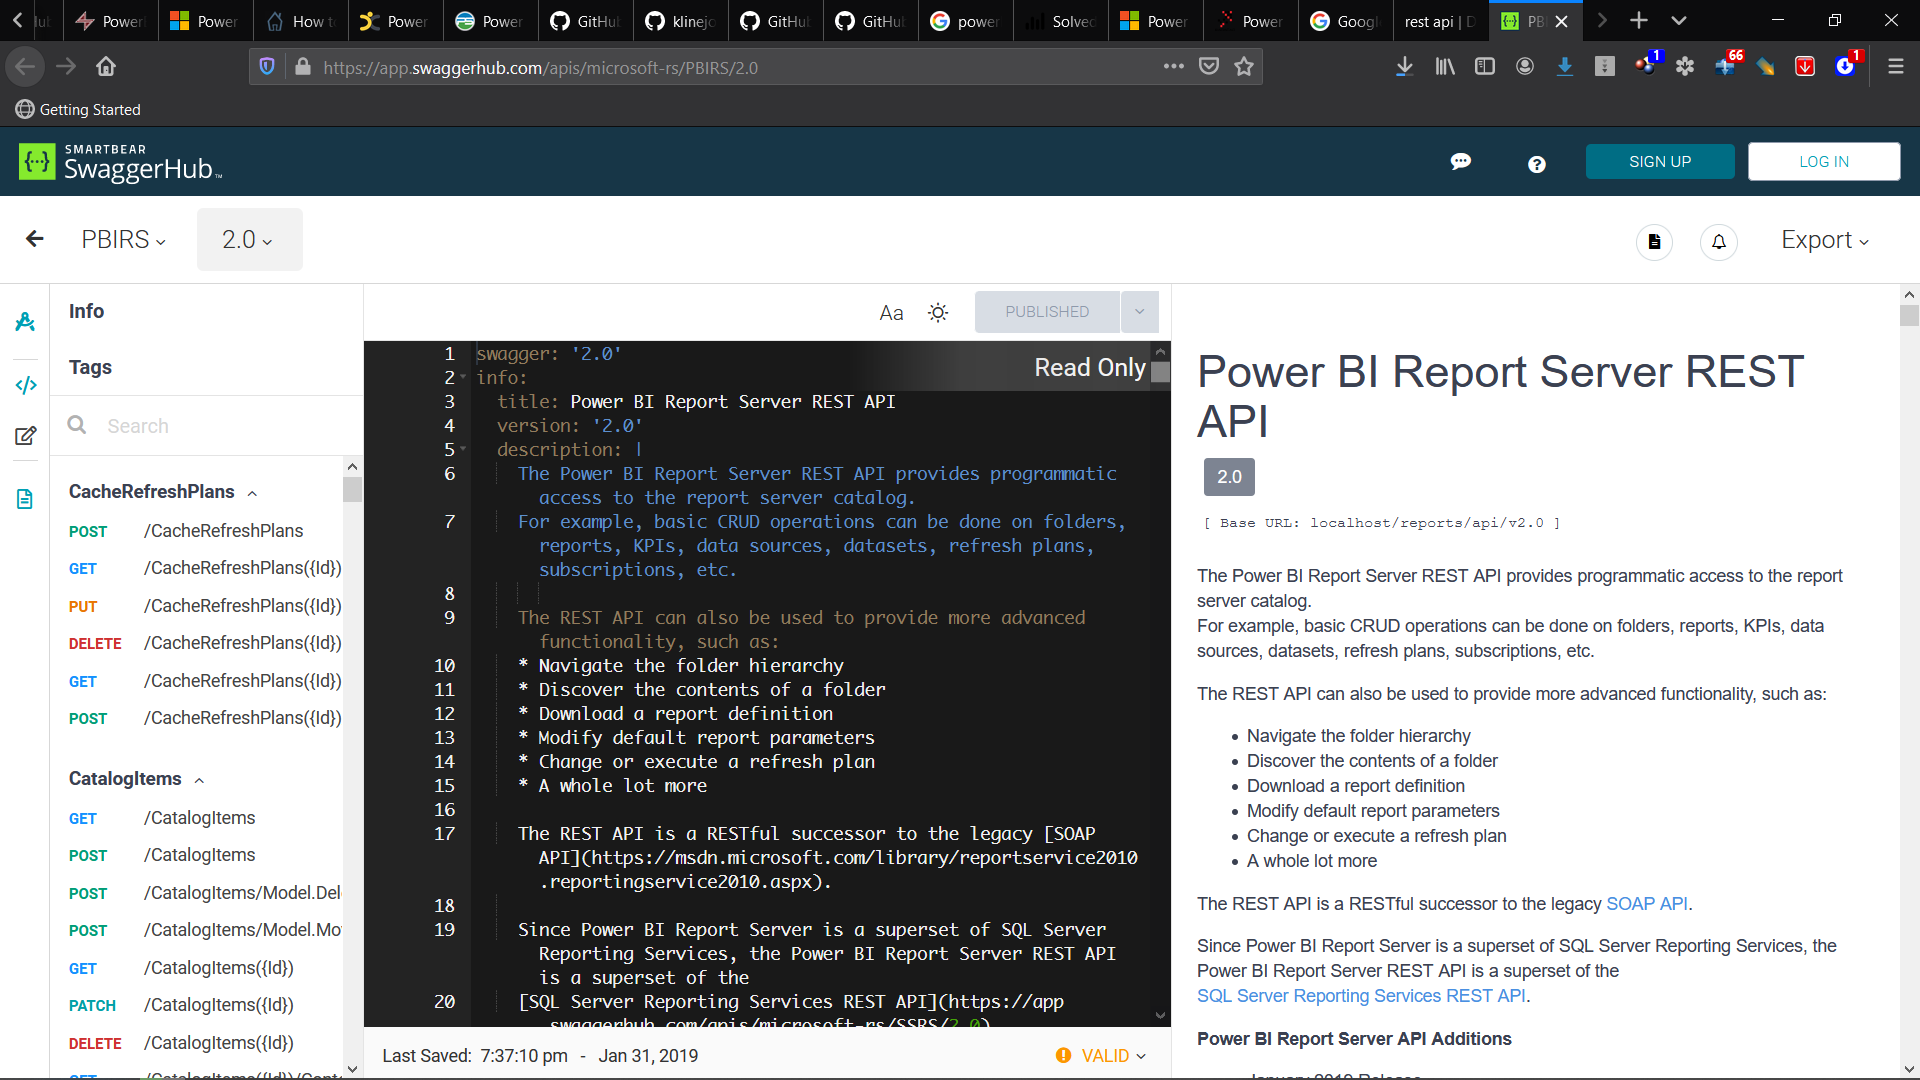 Power
Power
How t
Power
Power
GitHub
klinejo
GitHu
GitHub
power
Solved
Power
Power
Googl
rest api | D
PBI
https://app.swaggerhub.com/apis/microsoft-rs/PBIRS/2.0
1
66
1
Getting Started
SMARTBEAR
SwaggerHub™
SIGN UP
LOG IN
PBIRS
2.0
Export
Info
Tags
Search
CacheRefreshPlans
POST /CacheRefreshPlans
GET /CacheRefreshPlans({Id})
PUT /CacheRefreshPlans({Id})
DELETE /CacheRefreshPlans({Id})
GET /CacheRefreshPlans({Id})
POST /CacheRefreshPlans({Id})
CatalogItems
GET /CatalogItems
POST /CatalogItems
POST /CatalogItems/Model.Del
POST /CatalogItems/Model.Mo
GET /CatalogItems({Id})
PATCH /CatalogItems({Id})
DELETE /CatalogItems({Id})
GET /CatalogItems({Id})/Cont
Aa
PUBLISHED
Read Only
1 swagger: '2.0'
2 info:
3 title: Power BI Report Server REST API
4 version: '2.0'
5 description: |
6 The Power BI Report Server REST API provides programmatic
access to the report server catalog.
7 For example, basic CRUD operations can be done on folders,
reports, KPIs, data sources, datasets, refresh plans,
subscriptions, etc.
8
9 The REST API can also be used to provide more advanced
functionality, such as:
10 * Navigate the folder hierarchy
11 * Discover the contents of a folder
12 * Download a report definition
13 * Modify default report parameters
14 * Change or execute a refresh plan
15 * A whole lot more
16
17 The REST API is a RESTful successor to the legacy [SOAP
API](https://msdn.microsoft.com/library/reportservice2010
.reportingservice2010.aspx).
18
19 Since Power BI Report Server is a superset of SQL Server
Reporting Services, the Power BI Report Server REST API
is a superset of the
20 [SQL Server Reporting Services REST API](https://app
.swaggerhub.com/apis/microsoft-rs/SSRS/2.0)
Last Saved: 7:37:10 pm - Jan 31, 2019
VALID
Power BI Report Server REST
API
2.0
[ Base URL: localhost/reports/api/v2.0 ]
The Power BI Report Server REST API provides programmatic access to the report
server catalog.
For example, basic CRUD operations can be done on folders, reports, KPIs, data
sources, datasets, refresh plans, subscriptions, etc.
The REST API can also be used to provide more advanced functionality, such as:
• Navigate the folder hierarchy
• Discover the contents of a folder
• Download a report definition
• Modify default report parameters
• Change or execute a refresh plan
• A whole lot more
The REST API is a RESTful successor to the legacy SOAP API.
Since Power BI Report Server is a superset of SQL Server Reporting Services, the
Power BI Report Server REST API is a superset of the
SQL Server Reporting Services REST API.
Power BI Report Server API Additions
January 2019 Release